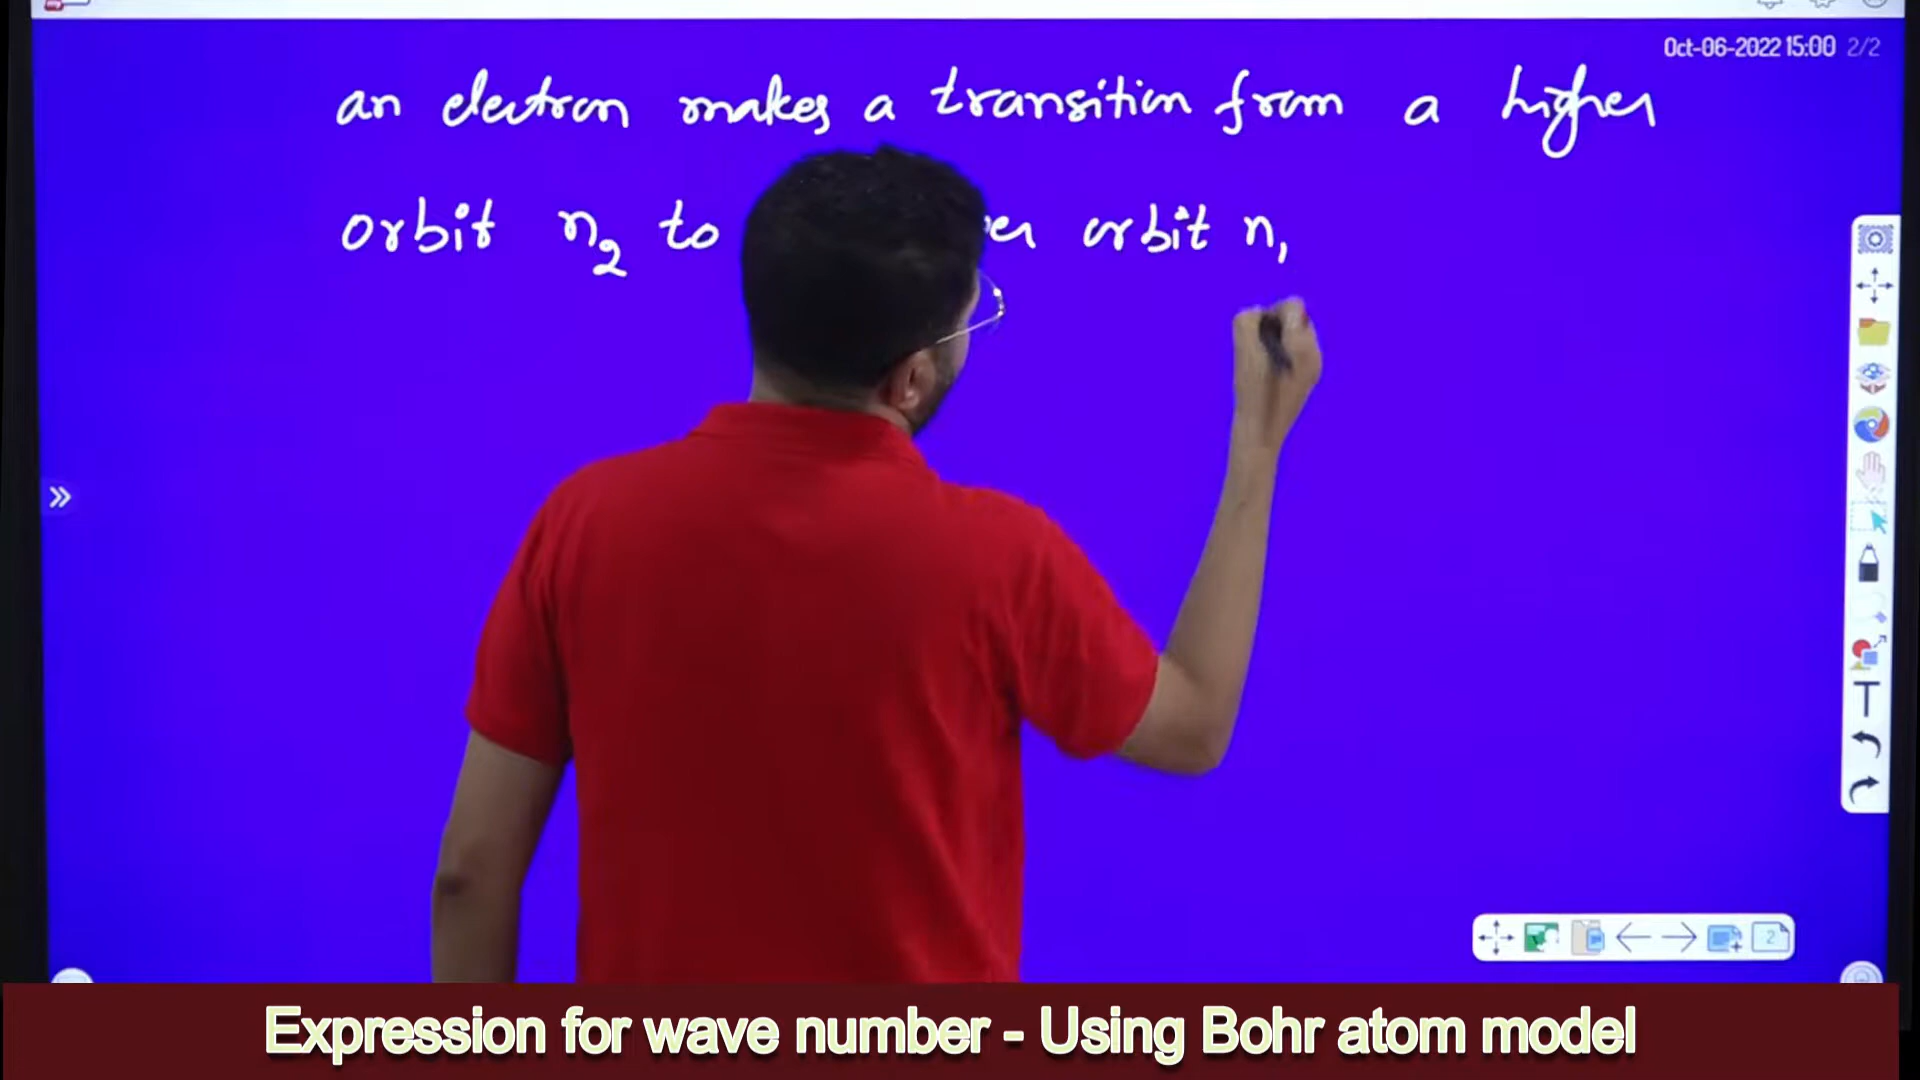 Oct-06-2022 15:00 2/2
an electron makes a transition from a higher
orbit n₂ to orbit n₁
T
2
Expression for wave number - Using Bohr atom model